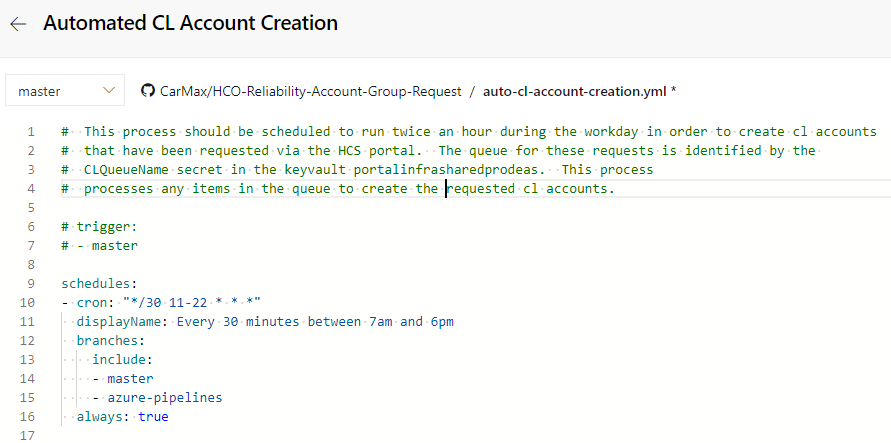 Automated CL Account Creation
master
CarMax/HCO-Reliability-Account-Group-Request / auto-cl-account-creation.yml *
1 #  This process should be scheduled to run twice an hour during the workday in order to create cl accounts
2 #  that have been requested via the HCS portal.  The queue for these requests is identified by the
3 #  CLQueueName secret in the keyvault portalinfrasharedprodeas.  This process
4 #  processes any items in the queue to create the requested cl accounts.
5
6 # trigger:
7 # - master
8
9 schedules:
10 - cron: "*/30 11-22 * * *"
11   displayName: Every 30 minutes between 7am and 6pm
12   branches:
13     include:
14     - master
15     - azure-pipelines
16   always: true
17